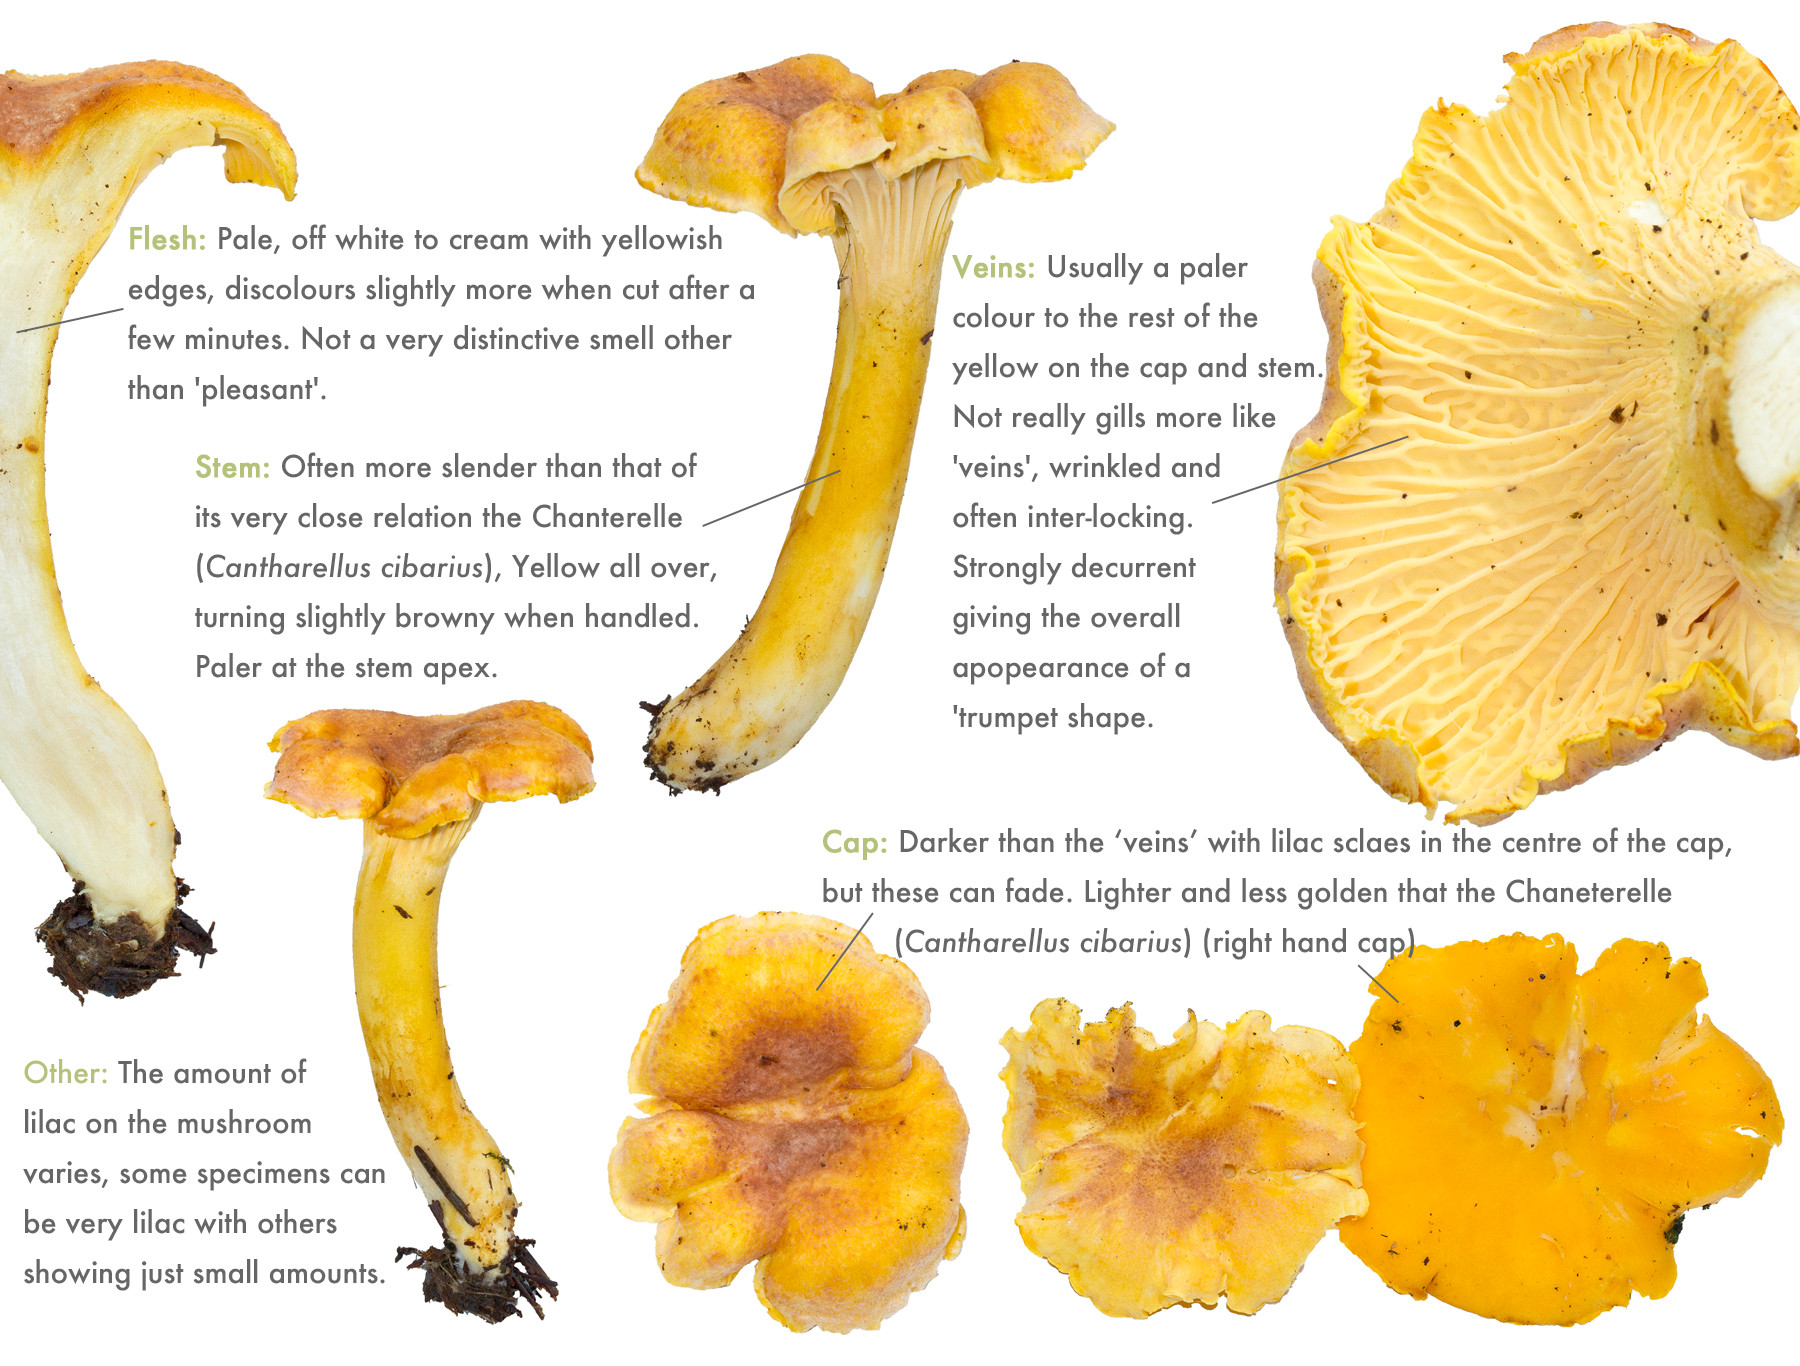 Flesh: Pale, off white to cream with yellowish
edges, discolours slightly more when cut after a
few minutes. Not a very distinctive smell other
than 'pleasant'.
Stem: Often more slender than that of
its very close relation the Chanterelle
(Cantharellus cibarius), Yellow all over,
turning slightly browny when handled.
Paler at the stem apex.
Veins: Usually a paler
colour to the rest of the
yellow on the cap and stem.
Not really gills more like
'veins', wrinkled and
often inter-locking.
Strongly decurrent
giving the overall
apopearance of a
'trumpet shape.
Cap: Darker than the ‘veins’ with lilac sclaes in the centre of the cap,
but these can fade. Lighter and less golden that the Chaneterelle
(Cantharellus cibarius) (right hand cap)
Other: The amount of
lilac on the mushroom
varies, some specimens can
be very lilac with others
showing just small amounts.